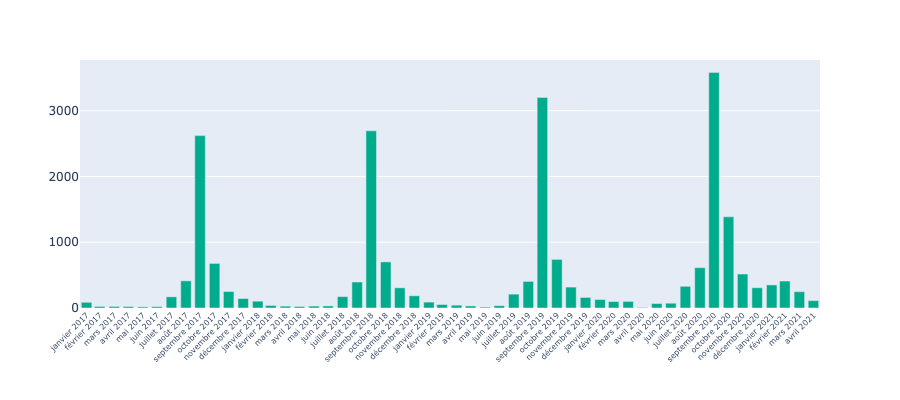 3000
2000
1000
0
janvier 2017
février 2017
mars 2017
avril 2017
mai 2017
juin 2017
juillet 2017
août 2017
septembre 2017
octobre 2017
novembre 2017
décembre 2017
janvier 2018
février 2018
mars 2018
avril 2018
mai 2018
juin 2018
juillet 2018
août 2018
septembre 2018
octobre 2018
novembre 2018
décembre 2018
janvier 2019
février 2019
mars 2019
avril 2019
mai 2019
juin 2019
juillet 2019
août 2019
septembre 2019
octobre 2019
novembre 2019
décembre 2019
janvier 2020
février 2020
mars 2020
avril 2020
mai 2020
juin 2020
juillet 2020
août 2020
septembre 2020
octobre 2020
novembre 2020
décembre 2020
janvier 2021
février 2021
mars 2021
avril 2021